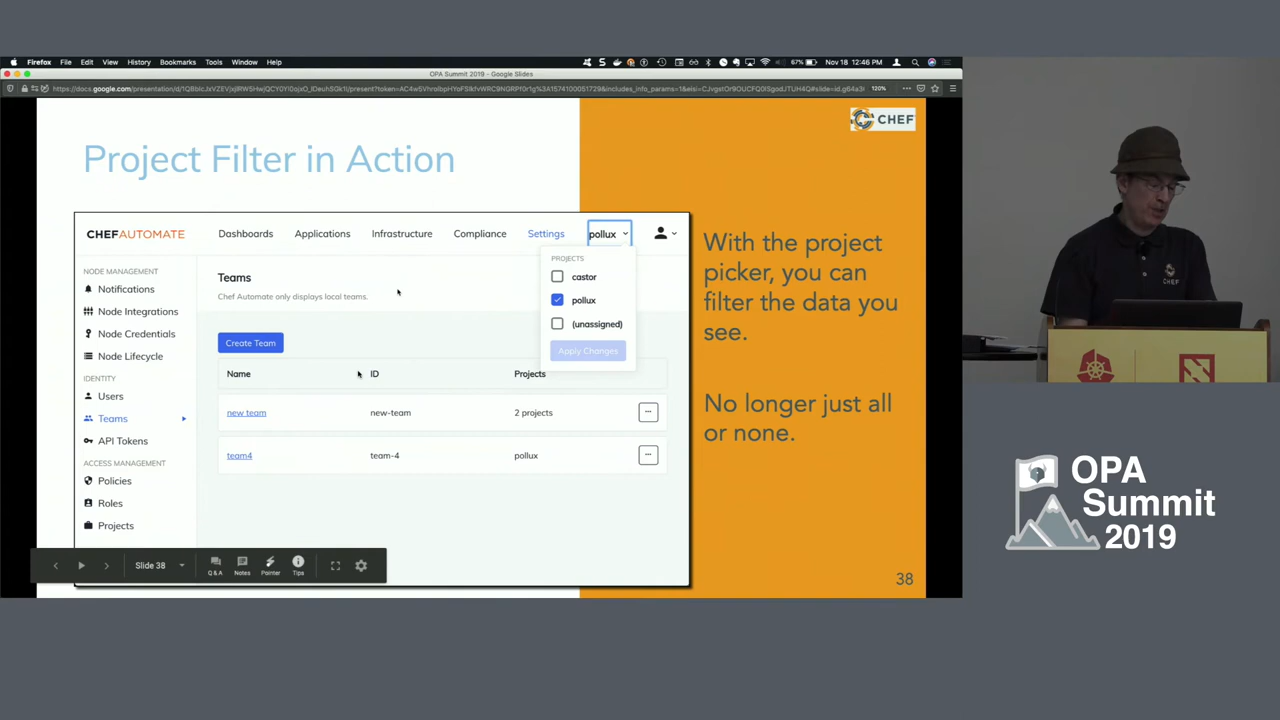 Firefox File Edit View History Bookmarks Tools Window Help
67% Nov 18 12:46 PM
OPA Summit 2019 - Google Slides
120%
CHEF
Project Filter in Action
CHEFAUTOMATE
Dashboards
Applications
Infrastructure
Compliance
Settings
pollux
PROJECTS
castor
pollux
(unassigned)
Apply Changes
NODE MANAGEMENT
Notifications
Node Integrations
Node Credentials
Node Lifecycle
IDENTITY
Users
Teams
API Tokens
ACCESS MANAGEMENT
Policies
Roles
Projects
Teams
Chef Automate only displays local teams.
Create Team
Name ID Projects
new team new-team 2 projects
team4 team-4 pollux
With the project
picker, you can
filter the data you
see.
No longer just all
or none.
38
Slide 38
Q & A
Notes
Pointer
Tips
CHEF
OPA
Summit
2019